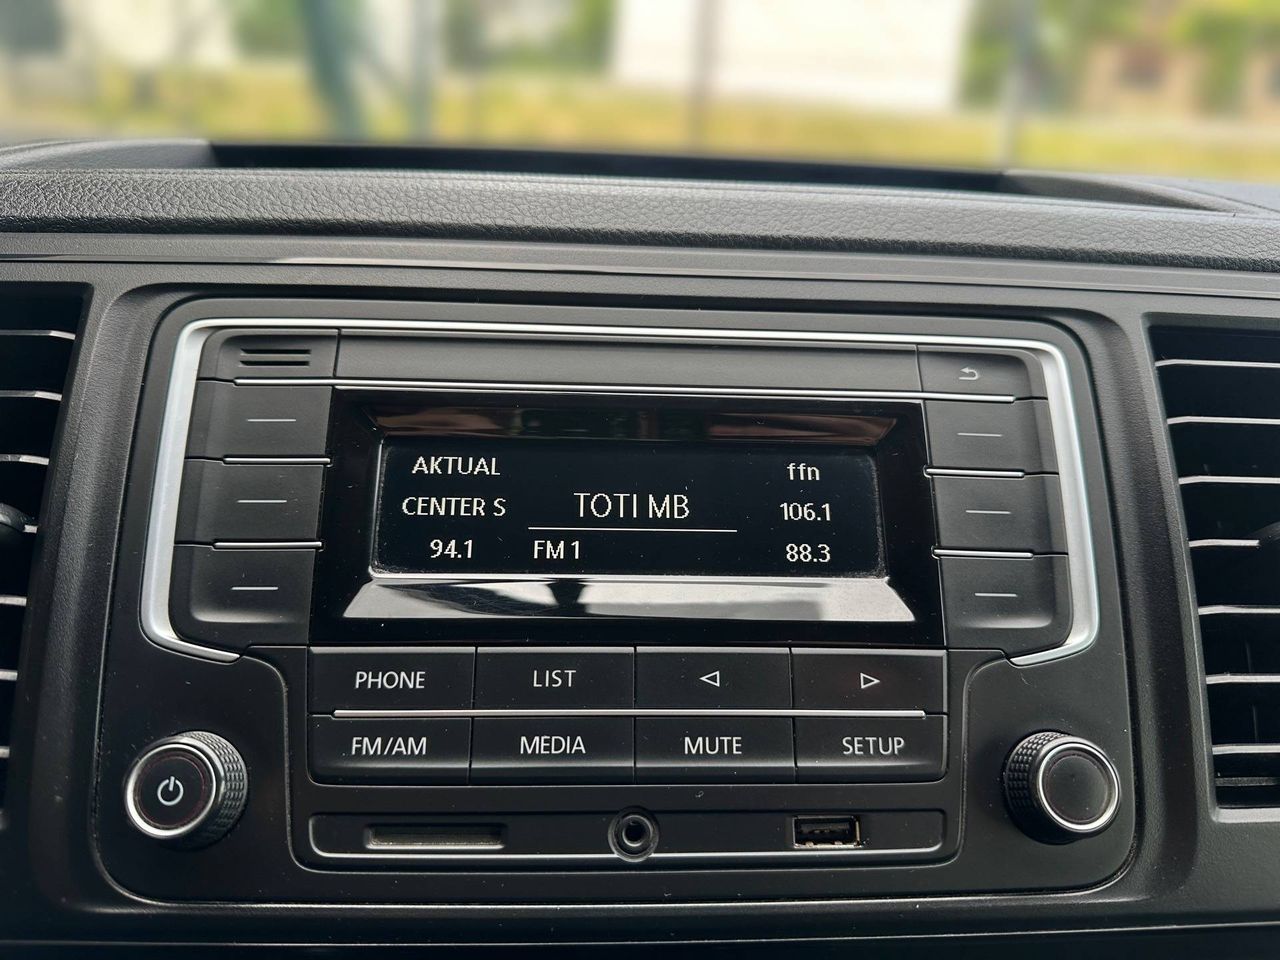 AKTUAL
CENTER S
94.1
TOTI MB
FM 1
ffn
106.1
88.3
PHONE
LIST
FM/AM
MEDIA
MUTE
SETUP